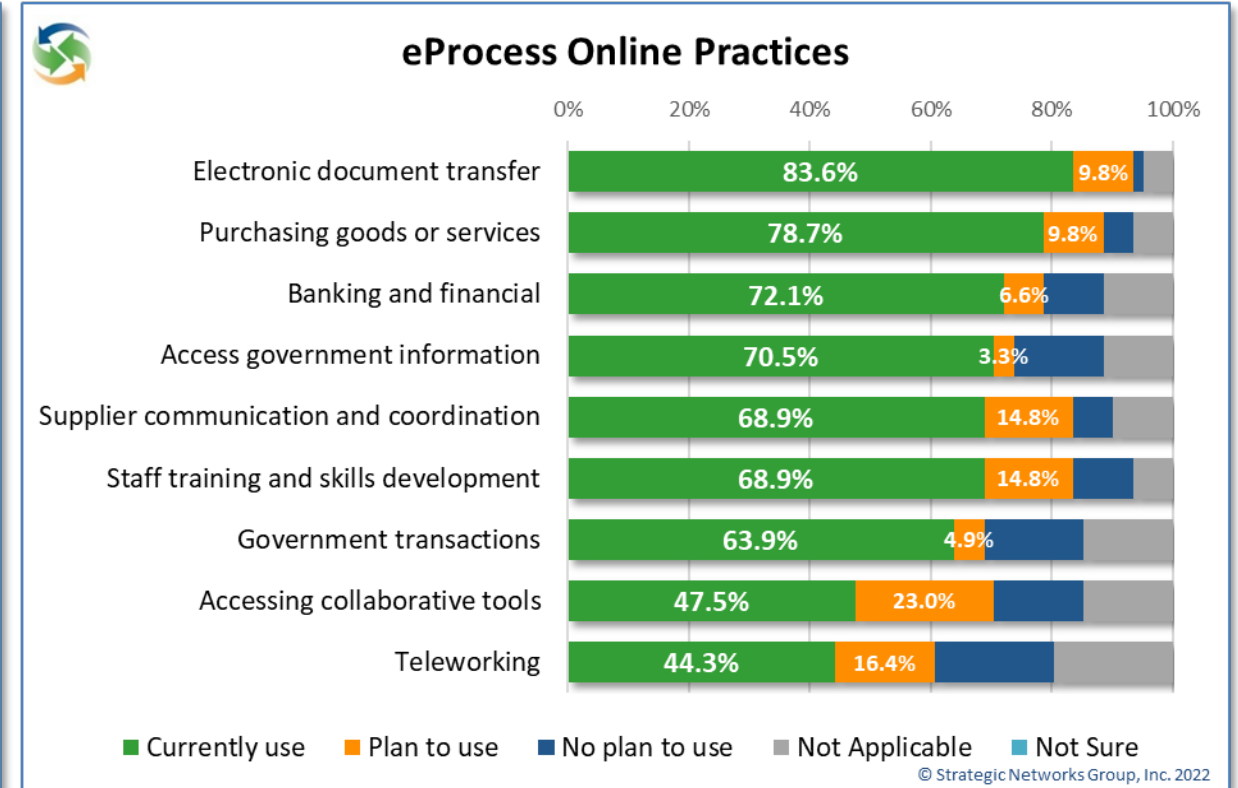 eProcess Online Practices
0% 20% 40% 60% 80% 100%
Electronic document transfer 83.6% 9.8%
Purchasing goods or services 78.7% 9.8%
Banking and financial 72.1% 6.6%
Access government information 70.5% 3.3%
Supplier communication and coordination 68.9% 14.8%
Staff training and skills development 68.9% 14.8%
Government transactions 63.9% 4.9%
Accessing collaborative tools 47.5% 23.0%
Teleworking 44.3% 16.4%
Currently use Plan to use No plan to use Not Applicable Not Sure
© Strategic Networks Group, Inc. 2022